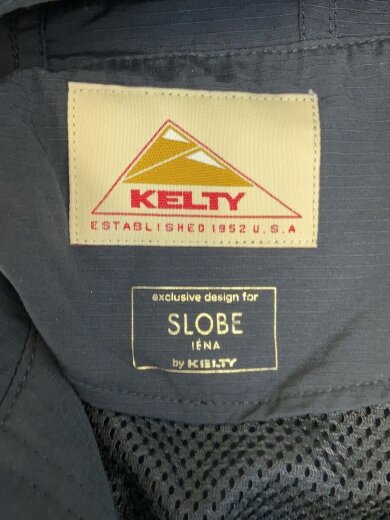 KELTY
ESTABLISHED 1952 U.S.A
exclusive design for
SLOBE
IÉNA
by KELTY